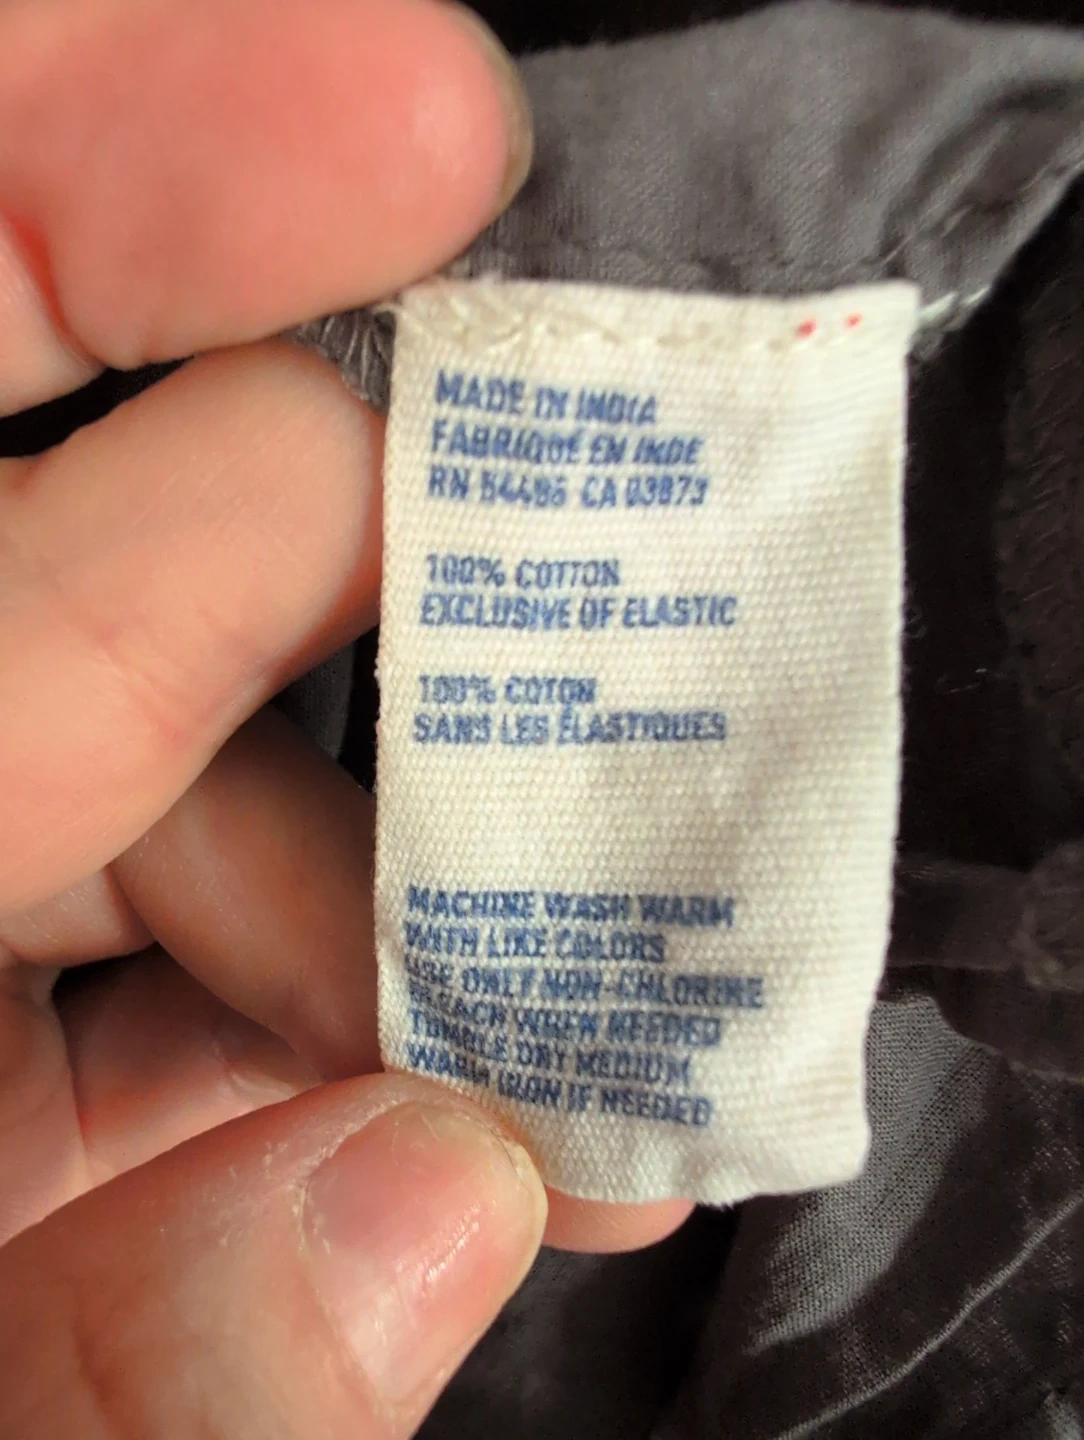 MADE IN INDIA
FABRIQUÉ EN INDE
RN 54486 CA 03873
100% COTTON
EXCLUSIVE OF ELASTIC
100% COTON
SANS LES ÉLASTIQUES
MACHINE WASH WARM
WITH LIKE COLORS
USE ONLY NON-CHLORINE
BLEACH WHEN NEEDED
TUMBLE DRY MEDIUM
WARM IRON IF NEEDED